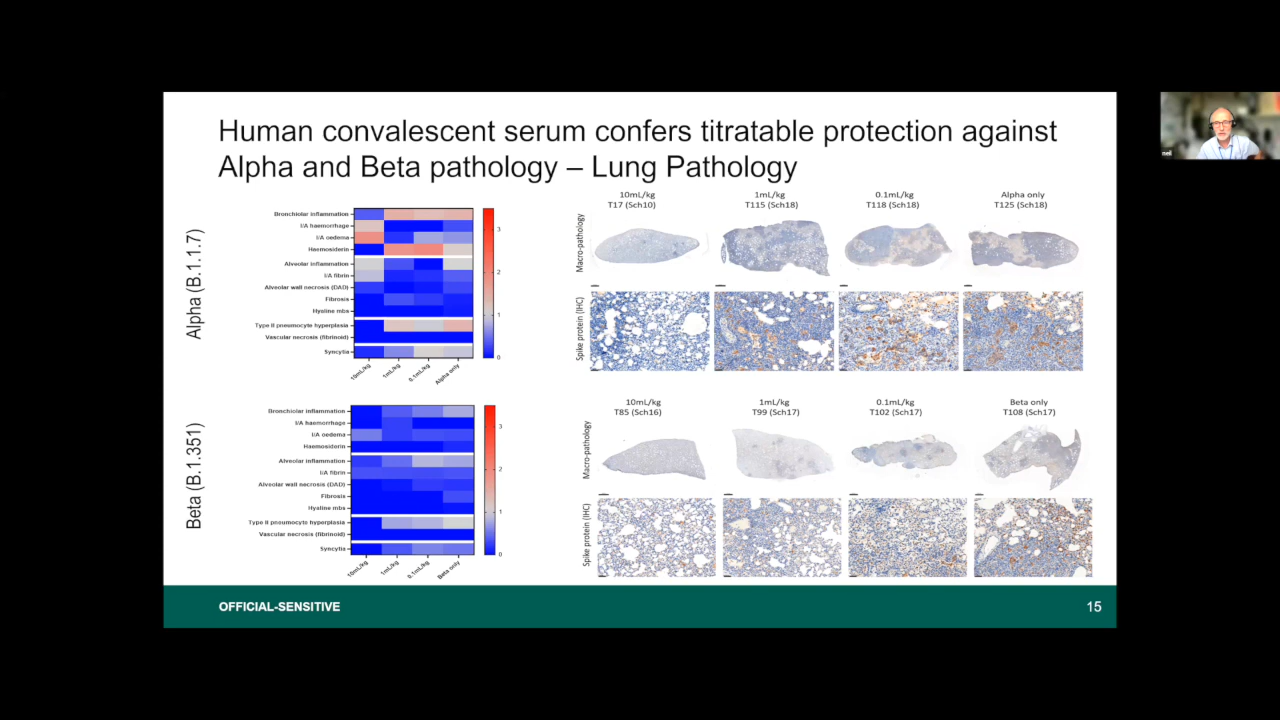 Human convalescent serum confers titratable protection against
Alpha and Beta pathology – Lung Pathology
neil
Alpha (B.1.1.7)
Bronchiolar inflammation
I/A haemorrhage
I/A oedema
Haemosiderin
Alveolar inflammation
I/A fibrin
Alveolar wall necrosis (DAD)
Fibrosis
Hyaline mbs
Type II pneumocyte hyperplasia
Vascular necrosis (fibrinoid)
Syncytia
10mL/kg
1mL/kg
0.1mL/kg
Alpha only
3
2
1
0
10mL/kg
T17 (Sch10)
1mL/kg
T115 (Sch18)
0.1mL/kg
T118 (Sch18)
Alpha only
T125 (Sch18)
Macro-pathology
Spike protein (IHC)
Beta (B.1.351)
Bronchiolar inflammation
I/A haemorrhage
I/A oedema
Haemosiderin
Alveolar inflammation
I/A fibrin
Alveolar wall necrosis (DAD)
Fibrosis
Hyaline mbs
Type II pneumocyte hyperplasia
Vascular necrosis (fibrinoid)
Syncytia
10mL/kg
1mL/kg
0.1mL/kg
Beta only
3
2
1
0
10mL/kg
T85 (Sch16)
1mL/kg
T99 (Sch17)
0.1mL/kg
T102 (Sch17)
Beta only
T108 (Sch17)
Macro-pathology
Spike protein (IHC)
OFFICIAL-SENSITIVE
15